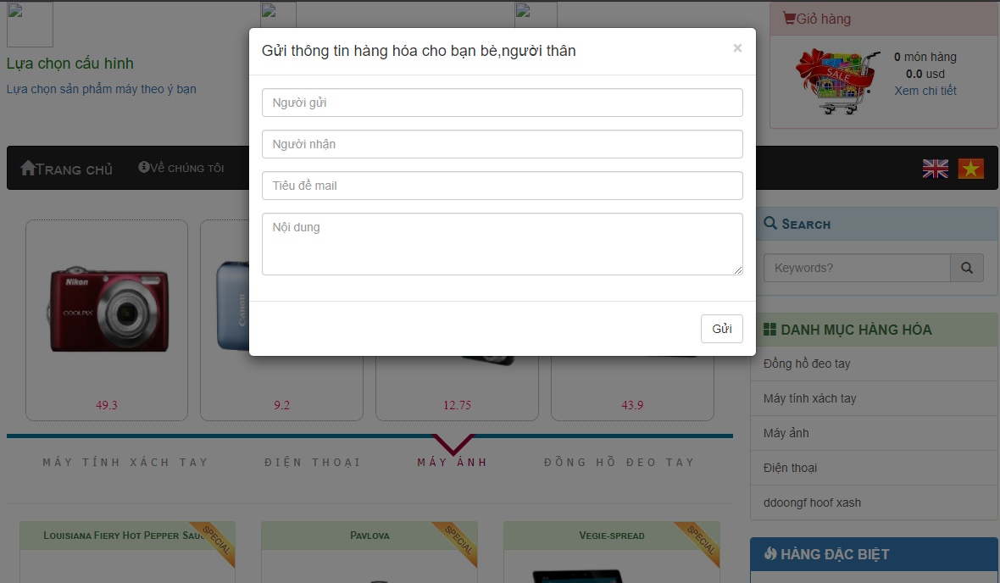 Giỏ hàng
Gửi thông tin hàng hóa cho bạn bè,người thân
×
Lựa chọn cấu hình
Lựa chọn sản phẩm máy theo ý bạn
SALE
0 món hàng
0.0 usd
Xem chi tiết
Người gửi
Người nhận
Tiêu đề mail
Nội dung
Gửi
Trang chủ
Về chúng tôi
Search
Keywords?
Nikon
COOLPIX
Canon
49.3
9.2
12.75
43.9
DANH MỤC HÀNG HÓA
Đồng hồ đeo tay
Máy tính xách tay
Máy ảnh
Điện thoại
ddoongf hoof xash
MÁY TÍNH XÁCH TAY
ĐIỆN THOẠI
MÁY ẢNH
ĐỒNG HỒ ĐEO TAY
Louisiana Fiery Hot Pepper
SPECIAL
Pavlova
SPECIAL
Vegie-spread
SPECIAL
HÀNG ĐẶC BIỆT